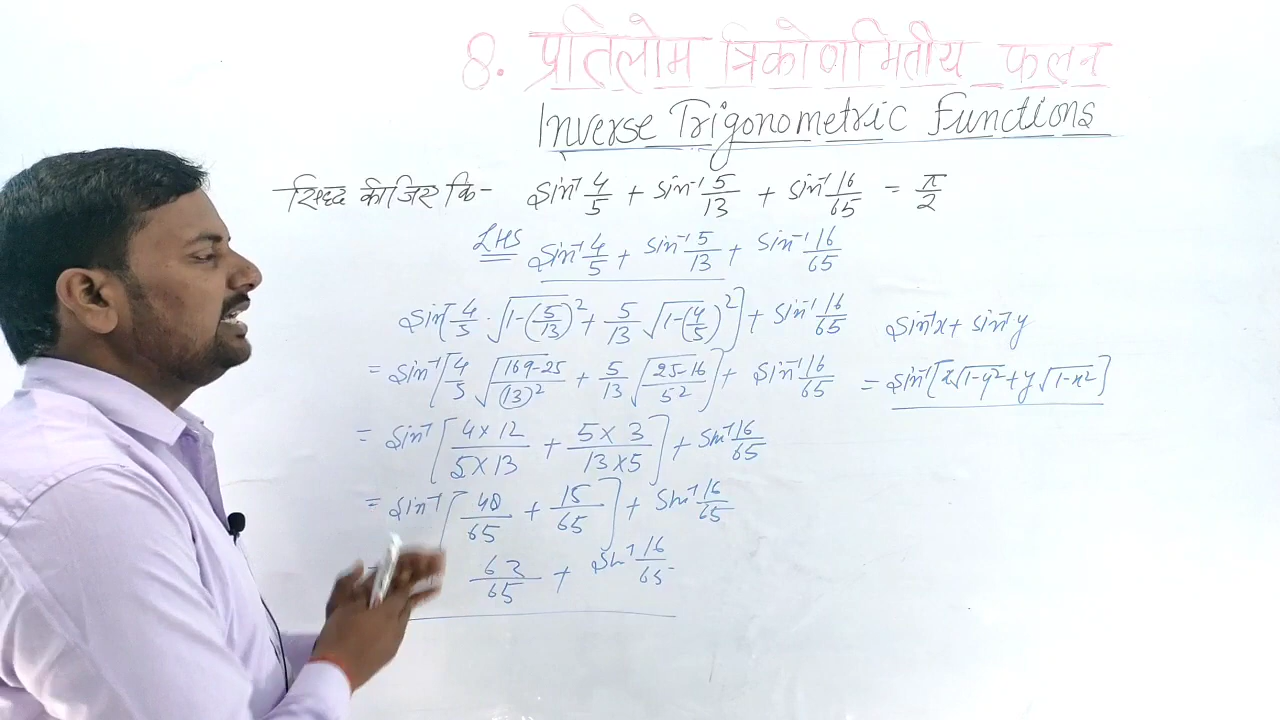 8. प्रतिलोम त्रिकोणमितीय फलन
Inverse Trigonometric Functions
सिध्द कीजिए कि- sin⁻¹ 4/5 + sin⁻¹ 5/13 + sin⁻¹ 16/65 = π/2
LHS sin⁻¹ 4/5 + sin⁻¹ 5/13 + sin⁻¹ 16/65
sin⁻¹[4/5 · √1-(5/13)² + 5/13 √1-(4/5)²] + sin⁻¹ 16/65
= sin⁻¹[4/5 √(169-25)/(13)² + 5/13 √(25-16)/5²] + sin⁻¹ 16/65
= sin⁻¹[(4×12)/(5×13) + (5×3)/(13×5)] + sin⁻¹ 16/65
= sin⁻¹[48/65 + 15/65] + sin⁻¹ 16/65
= 63/65 + sin⁻¹ 16/65
sin⁻¹x + sin⁻¹y
= sin⁻¹[x√1-y² + y√1-x²]